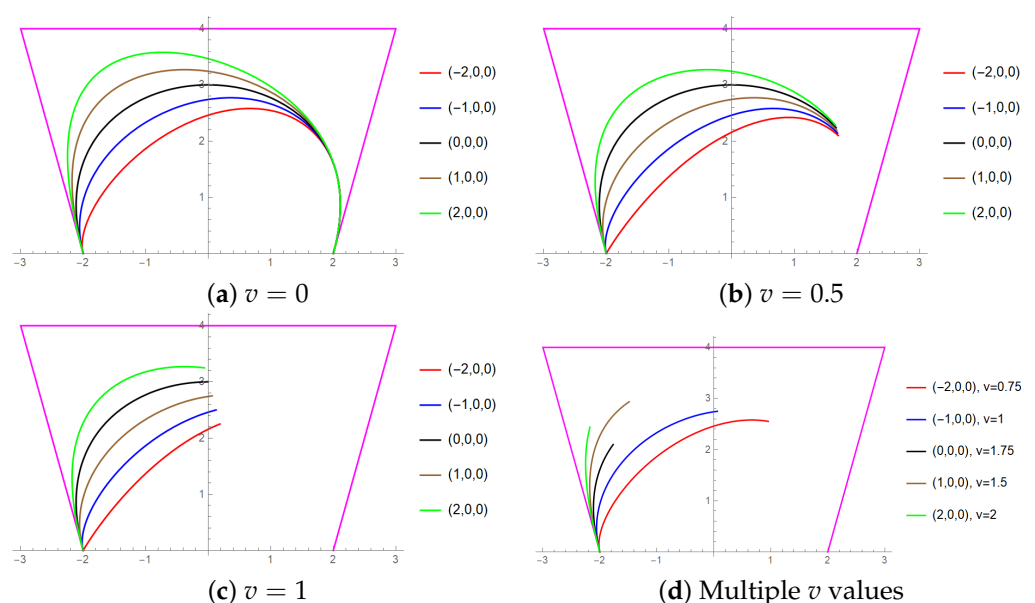 4
3
2
1
−3 −2 −1 0 1 2 3
(−2,0,0)
(−1,0,0)
(0,0,0)
(1,0,0)
(2,0,0)
(a) v = 0
4
3
2
1
−3 −2 −1 0 1 2 3
(−2,0,0)
(−1,0,0)
(0,0,0)
(1,0,0)
(2,0,0)
(b) v = 0.5
4
3
2
1
−3 −2 −1 0 1 2 3
(−2,0,0)
(−1,0,0)
(0,0,0)
(1,0,0)
(2,0,0)
(c) v = 1
4
3
2
1
−3 −2 −1 0 1 2 3
(−2,0,0), v=0.75
(−1,0,0), v=1
(0,0,0), v=1.75
(1,0,0), v=1.5
(2,0,0), v=2
(d) Multiple v values